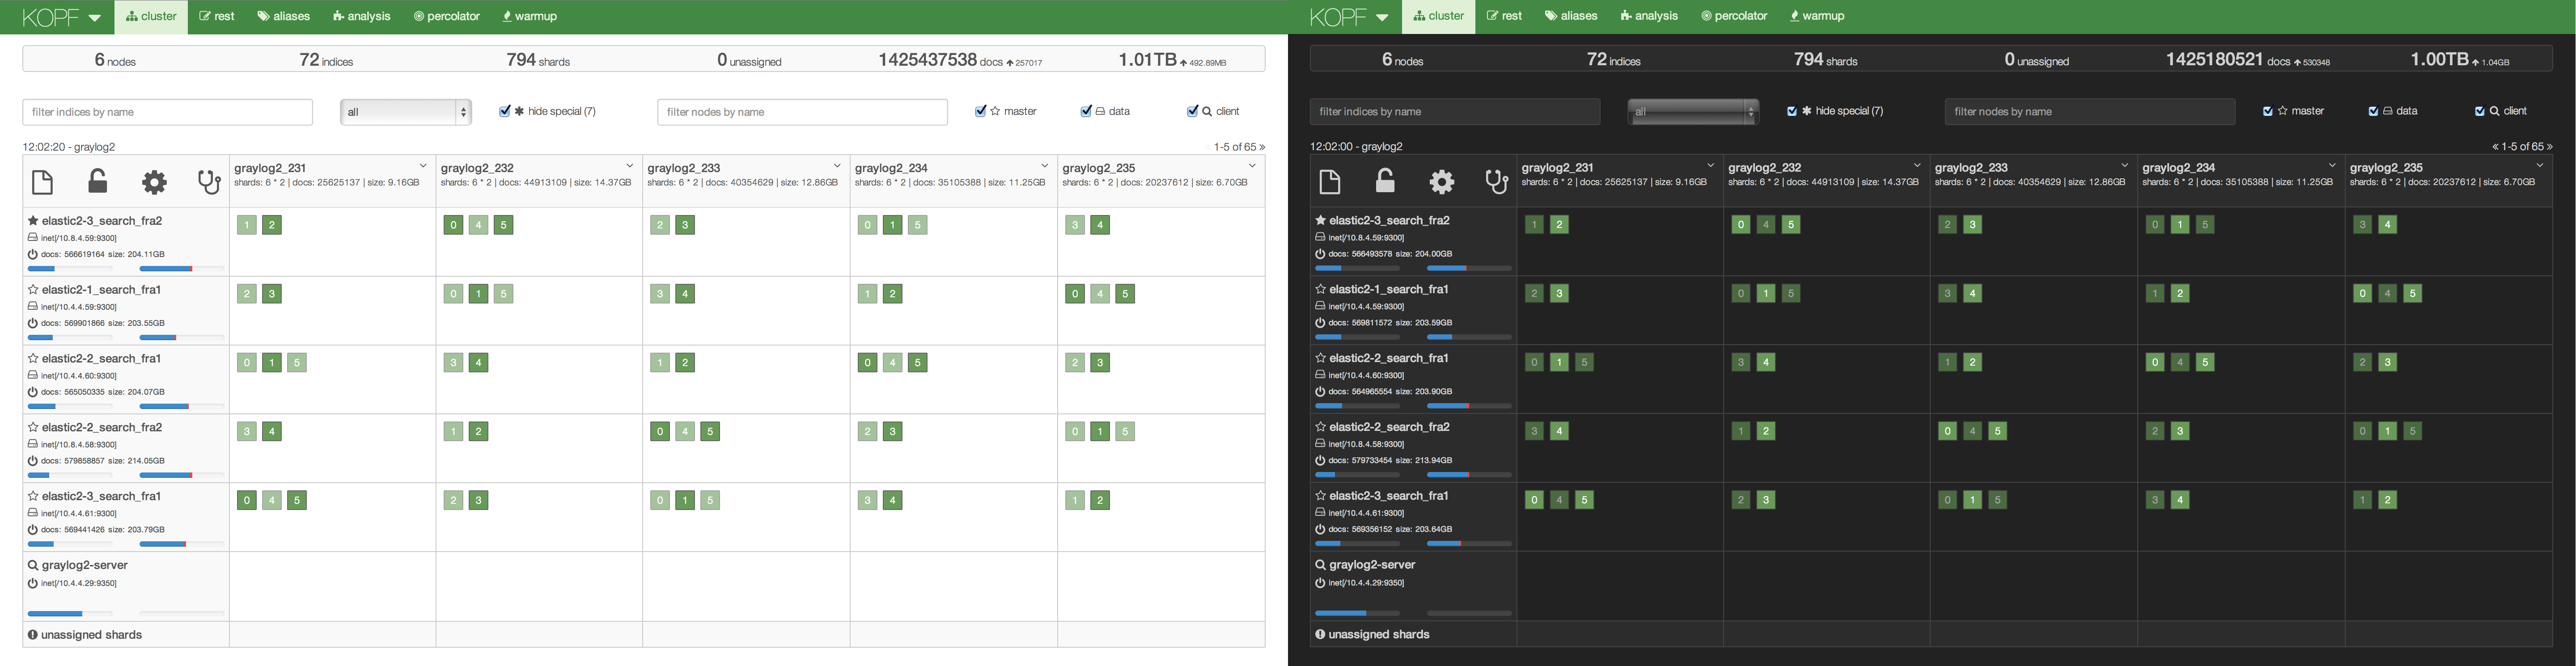 KOPF cluster rest aliases analysis percolator warmup
6 nodes 72 indices 794 shards 0 unassigned 1425437538 docs 257017 1.01TB 492.89MB
filter indices by name all hide special (7) filter nodes by name master data client
12:02:20 - graylog2 1-5 of 65 »
graylog2_231 graylog2_232 graylog2_233 graylog2_234 graylog2_235
shards: 6 * 2 | docs: 25625137 | size: 9.16GB shards: 6 * 2 | docs: 44913109 | size: 14.37GB shards: 6 * 2 | docs: 40354629 | size: 12.86GB shards: 6 * 2 | docs: 35105388 | size: 11.25GB shards: 6 * 2 | docs: 20237612 | size: 6.70GB
elastic2-3_search_fra2 1 2 0 4 5 2 3 0 1 5 3 4
inet[/10.8.4.59:9300]
docs: 566619164 size: 204.11GB
elastic2-1_search_fra1 2 3 0 1 5 3 4 1 2 0 4 5
inet[/10.4.4.59:9300]
docs: 569901866 size: 203.55GB
elastic2-2_search_fra1 0 1 5 3 4 1 2 0 4 5 2 3
inet[/10.4.4.60:9300]
docs: 565050335 size: 204.07GB
elastic2-2_search_fra2 3 4 1 2 0 4 5 2 3 0 1 5
inet[/10.8.4.58:9300]
docs: 579858857 size: 214.05GB
elastic2-3_search_fra1 0 4 5 2 3 0 1 5 3 4 1 2
inet[/10.4.4.61:9300]
docs: 569441426 size: 203.79GB
graylog2-server
inet[/10.4.4.29:9350]
unassigned shards
KOPF cluster rest aliases analysis percolator warmup
6 nodes 72 indices 794 shards 0 unassigned 1425180521 docs 530348 1.00TB 1.04GB
filter indices by name all hide special (7) filter nodes by name master data client
12:02:00 - graylog2 « 1-5 of 65 »
graylog2_231 graylog2_232 graylog2_233 graylog2_234 graylog2_235
shards: 6 * 2 | docs: 25625137 | size: 9.16GB shards: 6 * 2 | docs: 44913109 | size: 14.37GB shards: 6 * 2 | docs: 40354629 | size: 12.86GB shards: 6 * 2 | docs: 35105388 | size: 11.25GB shards: 6 * 2 | docs: 20237612 | size: 6.70GB
elastic2-3_search_fra2 1 2 0 4 5 2 3 0 1 5 3 4
inet[/10.8.4.59:9300]
docs: 566493578 size: 204.00GB
elastic2-1_search_fra1 2 3 0 1 5 3 4 1 2 0 4 5
inet[/10.4.4.59:9300]
docs: 569811572 size: 203.59GB
elastic2-2_search_fra1 0 1 5 3 4 1 2 0 4 5 2 3
inet[/10.4.4.60:9300]
docs: 564965554 size: 203.90GB
elastic2-2_search_fra2 3 4 1 2 0 4 5 2 3 0 1 5
inet[/10.8.4.58:9300]
docs: 579733454 size: 213.94GB
elastic2-3_search_fra1 0 4 5 2 3 0 1 5 3 4 1 2
inet[/10.4.4.61:9300]
docs: 569356152 size: 203.64GB
graylog2-server
inet[/10.4.4.29:9350]
unassigned shards